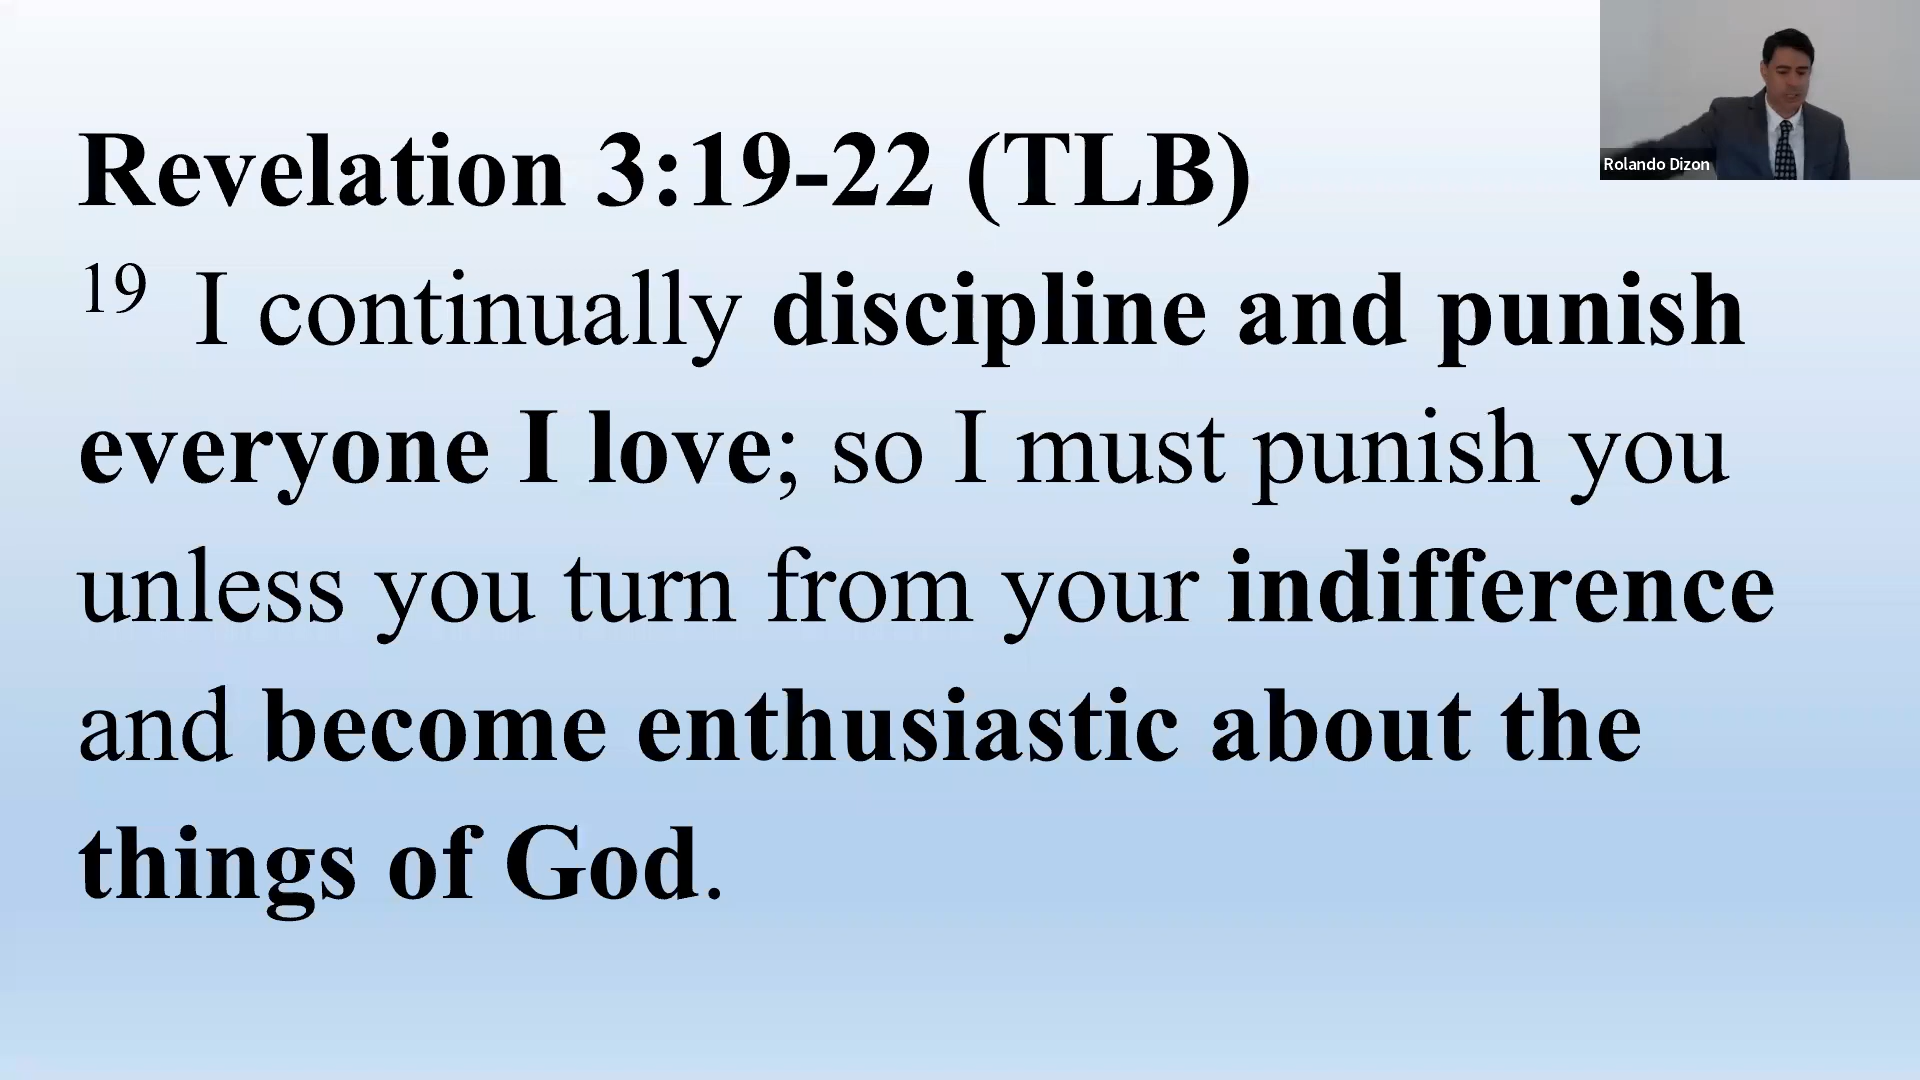 Revelation 3:19-22 (TLB)
19 I continually discipline and punish
everyone I love; so I must punish you
unless you turn from your indifference
and become enthusiastic about the
things of God.
Rolando Dizon